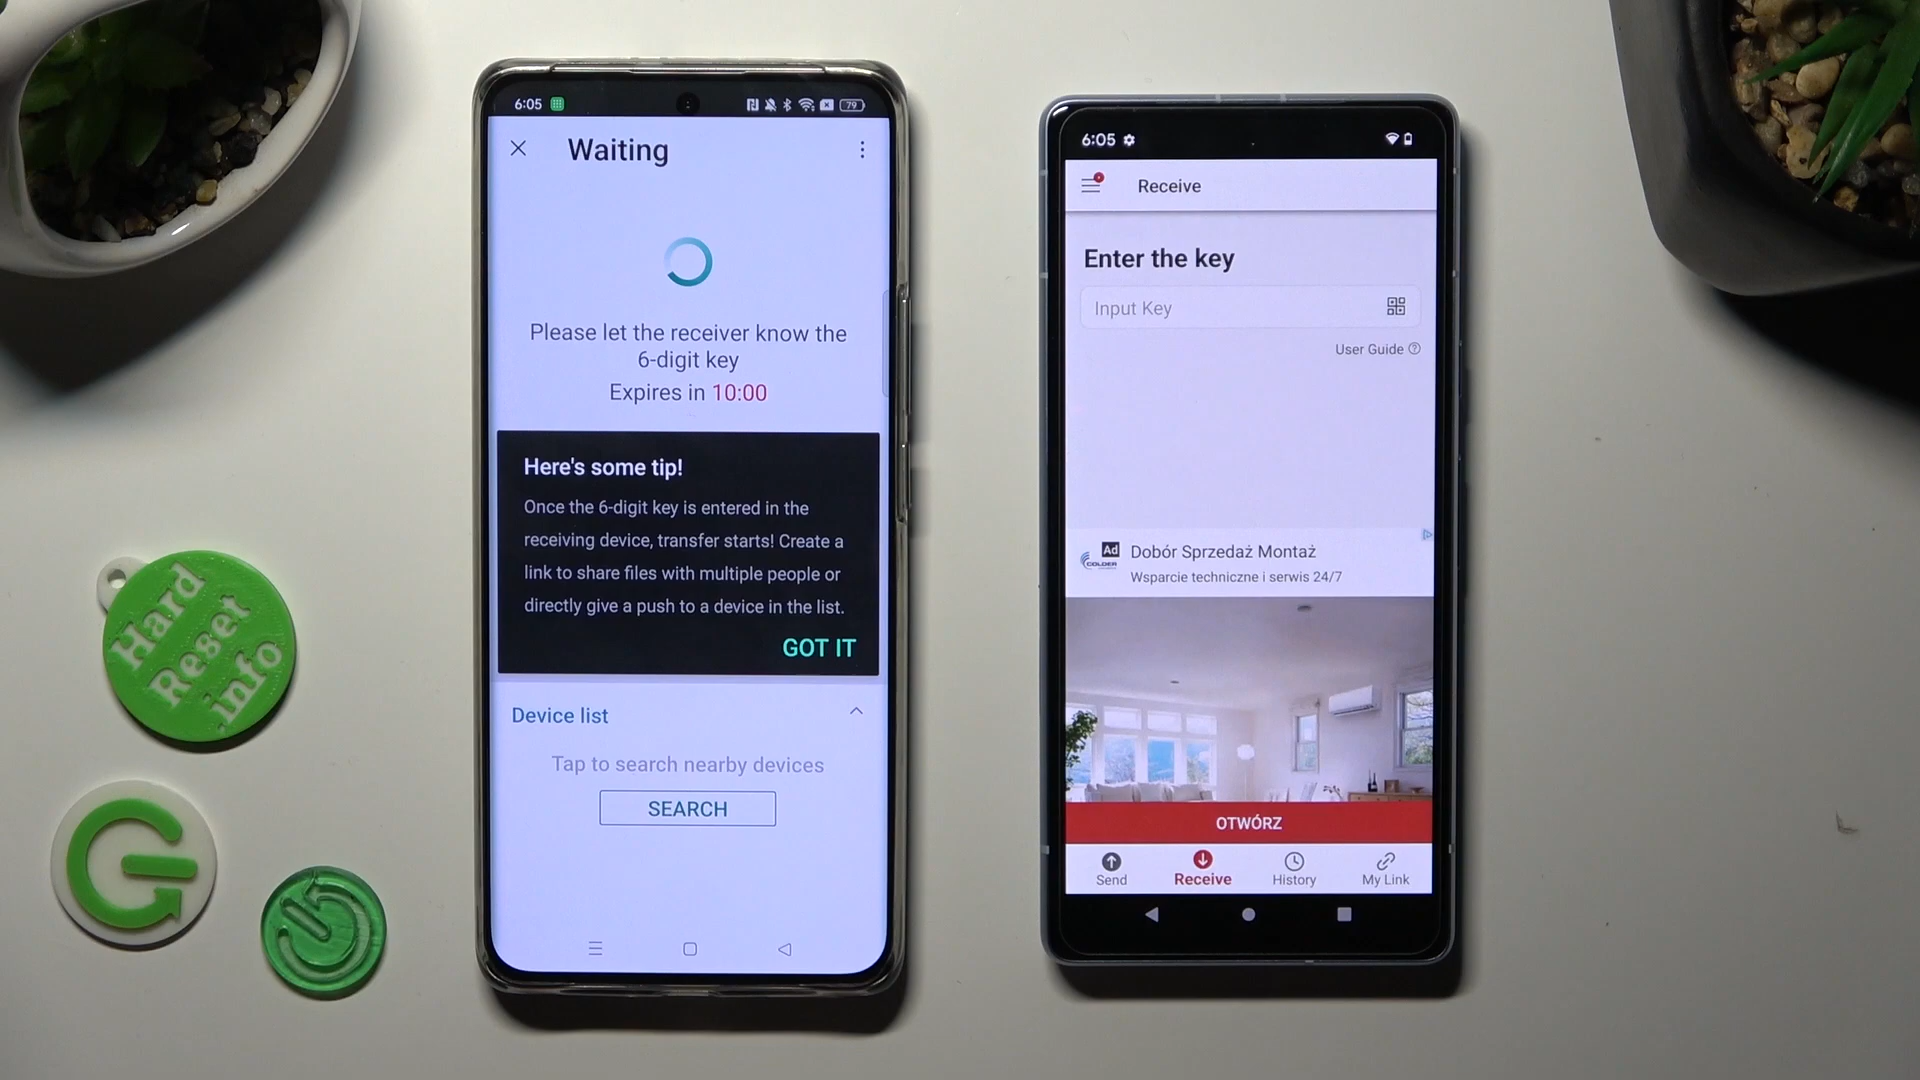 6:05
79
Waiting
Please let the receiver know the
6-digit key
Expires in 10:00
Here's some tip!
Once the 6-digit key is entered in the
receiving device, transfer starts! Create a
link to share files with multiple people or
directly give a push to a device in the list.
GOT IT
Device list
Tap to search nearby devices
SEARCH
6:05
Receive
Enter the key
Input Key
User Guide
Ad
COLDER
Dobór Sprzedaż Montaż
Wsparcie techniczne i serwis 24/7
OTWÓRZ
Send
Receive
History
My Link
Hard
Reset
.info